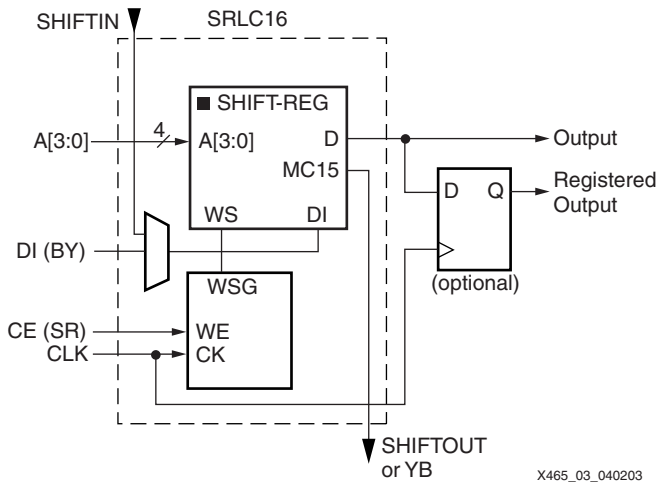 SHIFTIN
SRLC16
SHIFT-REG
A[3:0]
4
A[3:0]
D
Output
MC15
D
Q
Registered
Output
WS
DI
DI (BY)
WSG
(optional)
CE (SR)
WE
CLK
CK
SHIFTOUT
or YB
X465_03_040203